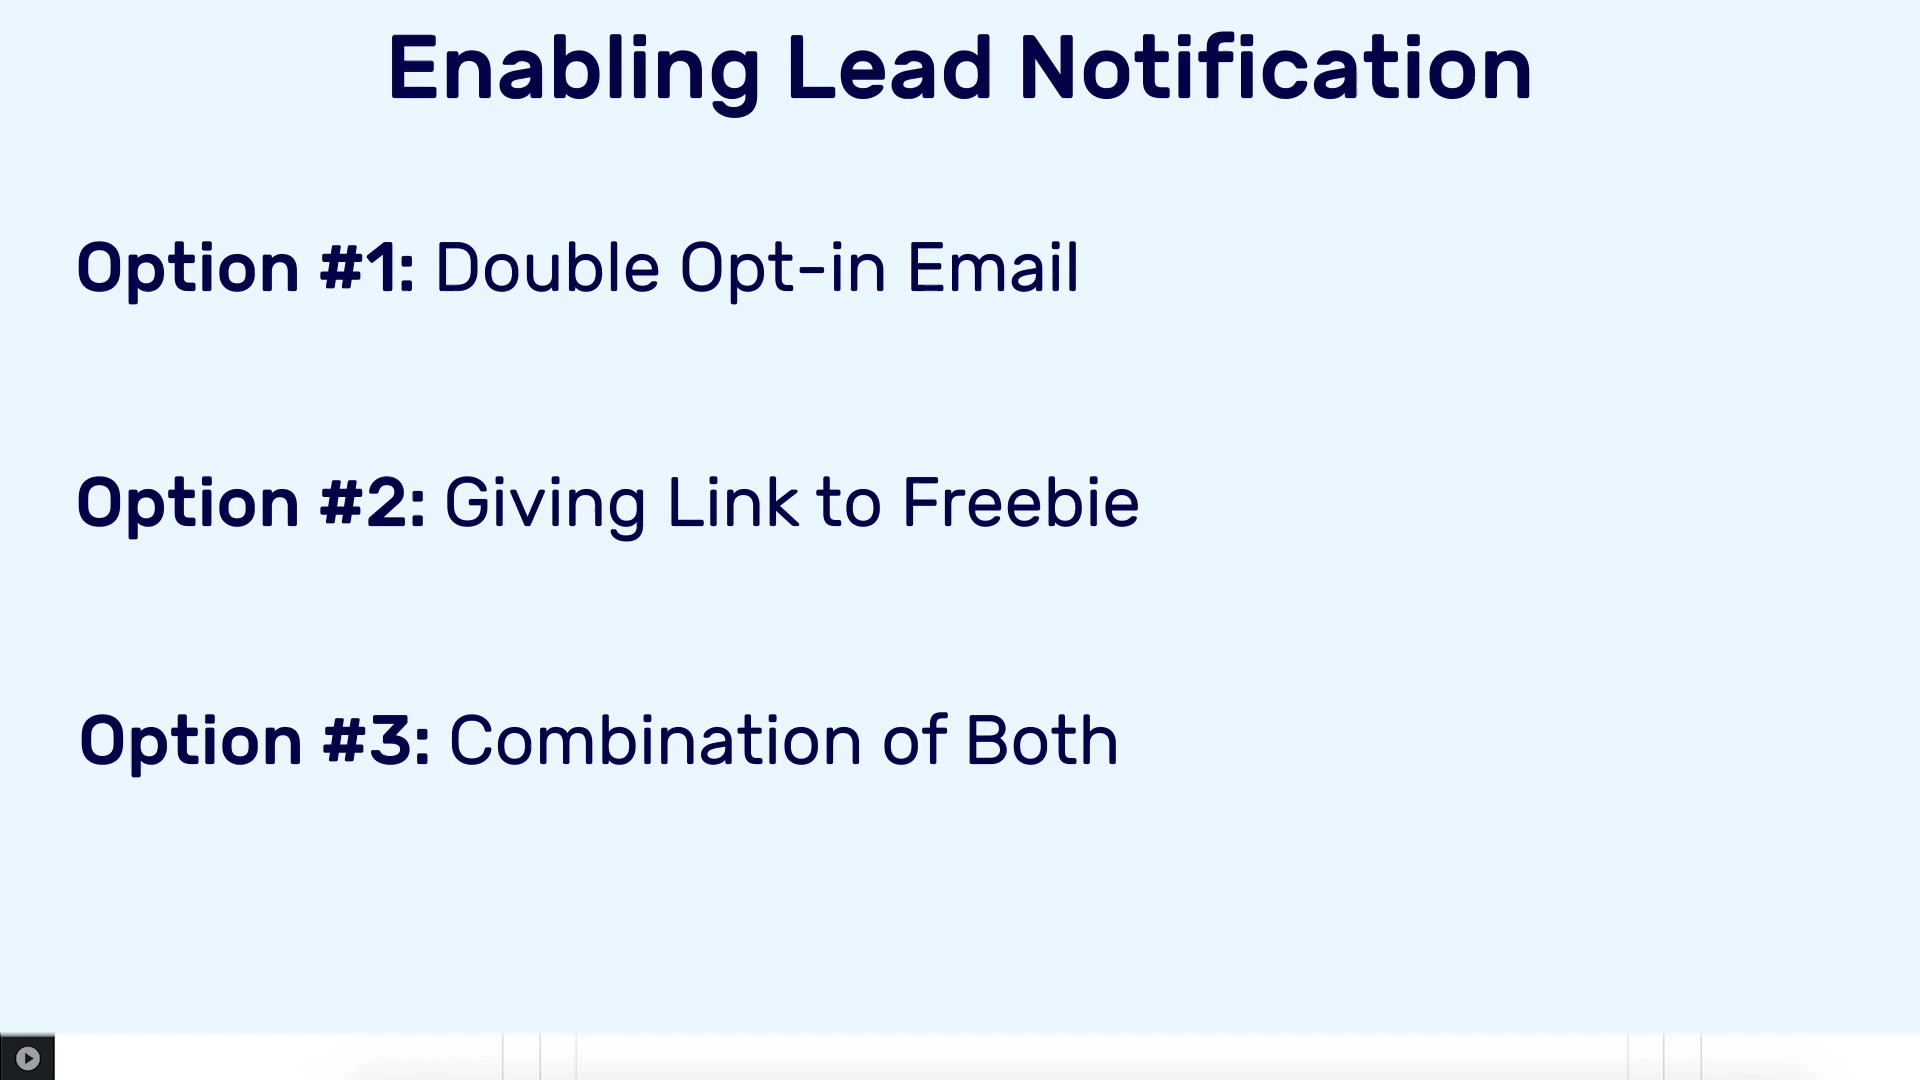 Enabling Lead Notification
Option #1: Double Opt-in Email
Option #2: Giving Link to Freebie
Option #3: Combination of Both